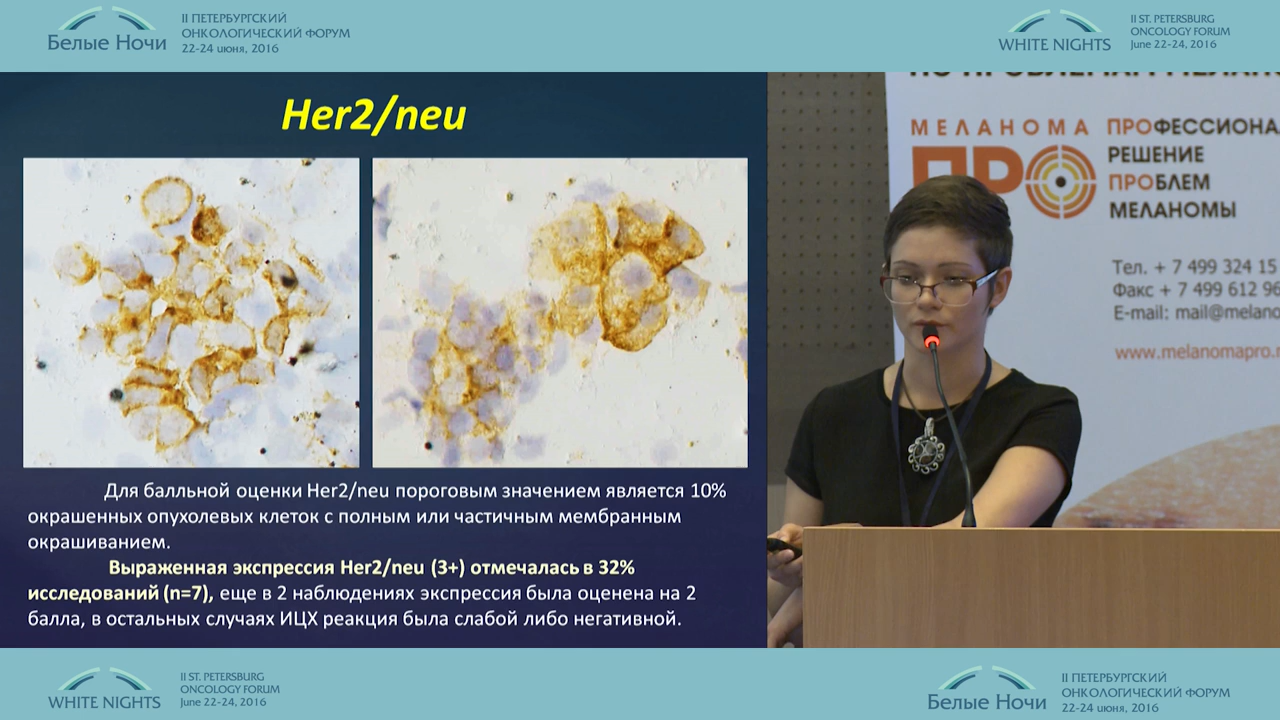 Белые Ночи
II ПЕТЕРБУРГСКИЙ
ОНКОЛОГИЧЕСКИЙ ФОРУМ
22-24 июня, 2016
WHITE NIGHTS
II ST. PETERSBURG
ONCOLOGY FORUM
June 22-24, 2016
Her2/neu
Для балльной оценки Her2/neu пороговым значением является 10%
окрашенных опухолевых клеток с полным или частичным мембранным
окрашиванием.
Выраженная экспрессия Her2/neu (3+) отмечалась в 32%
исследований (n=7), еще в 2 наблюдениях экспрессия была оценена на 2
балла, в остальных случаях ИЦХ реакция была слабой либо негативной.
МЕЛАНОМА
ПРО
ПРОФЕССИОНА
РЕШЕНИЕ
ПРОБЛЕМ
МЕЛАНОМЫ
Тел. + 7 499 324 15
Факс + 7 499 612 96
E-mail: mail@melano
www.melanomapro.r
WHITE NIGHTS
II ST. PETERSBURG
ONCOLOGY FORUM
June 22-24, 2016
Белые Ночи
II ПЕТЕРБУРГСКИЙ
ОНКОЛОГИЧЕСКИЙ ФОРУМ
22-24 июня, 2016